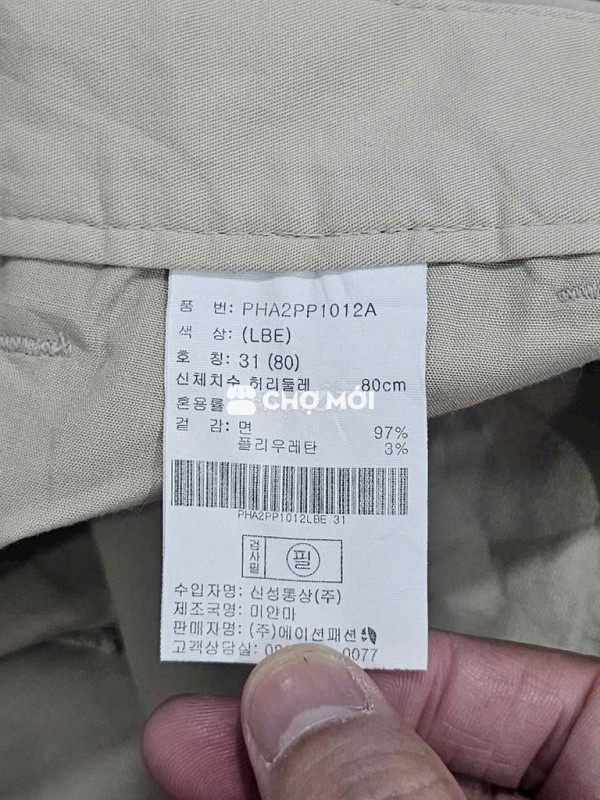 품 번: PHA2PP1012A
색 상: (LBE)
호 칭: 31 (80)
신체치수 허리둘레 80cm
혼용률
CHỢ MỚI
겉 감: 면 97%
폴리우레탄 3%
PHA2PP1012LBE 31
검사필 필
수입자명: 신성통상(주)
제조국명: 미얀마
판매자명: (주)에이션패션
고객상담실: 0077